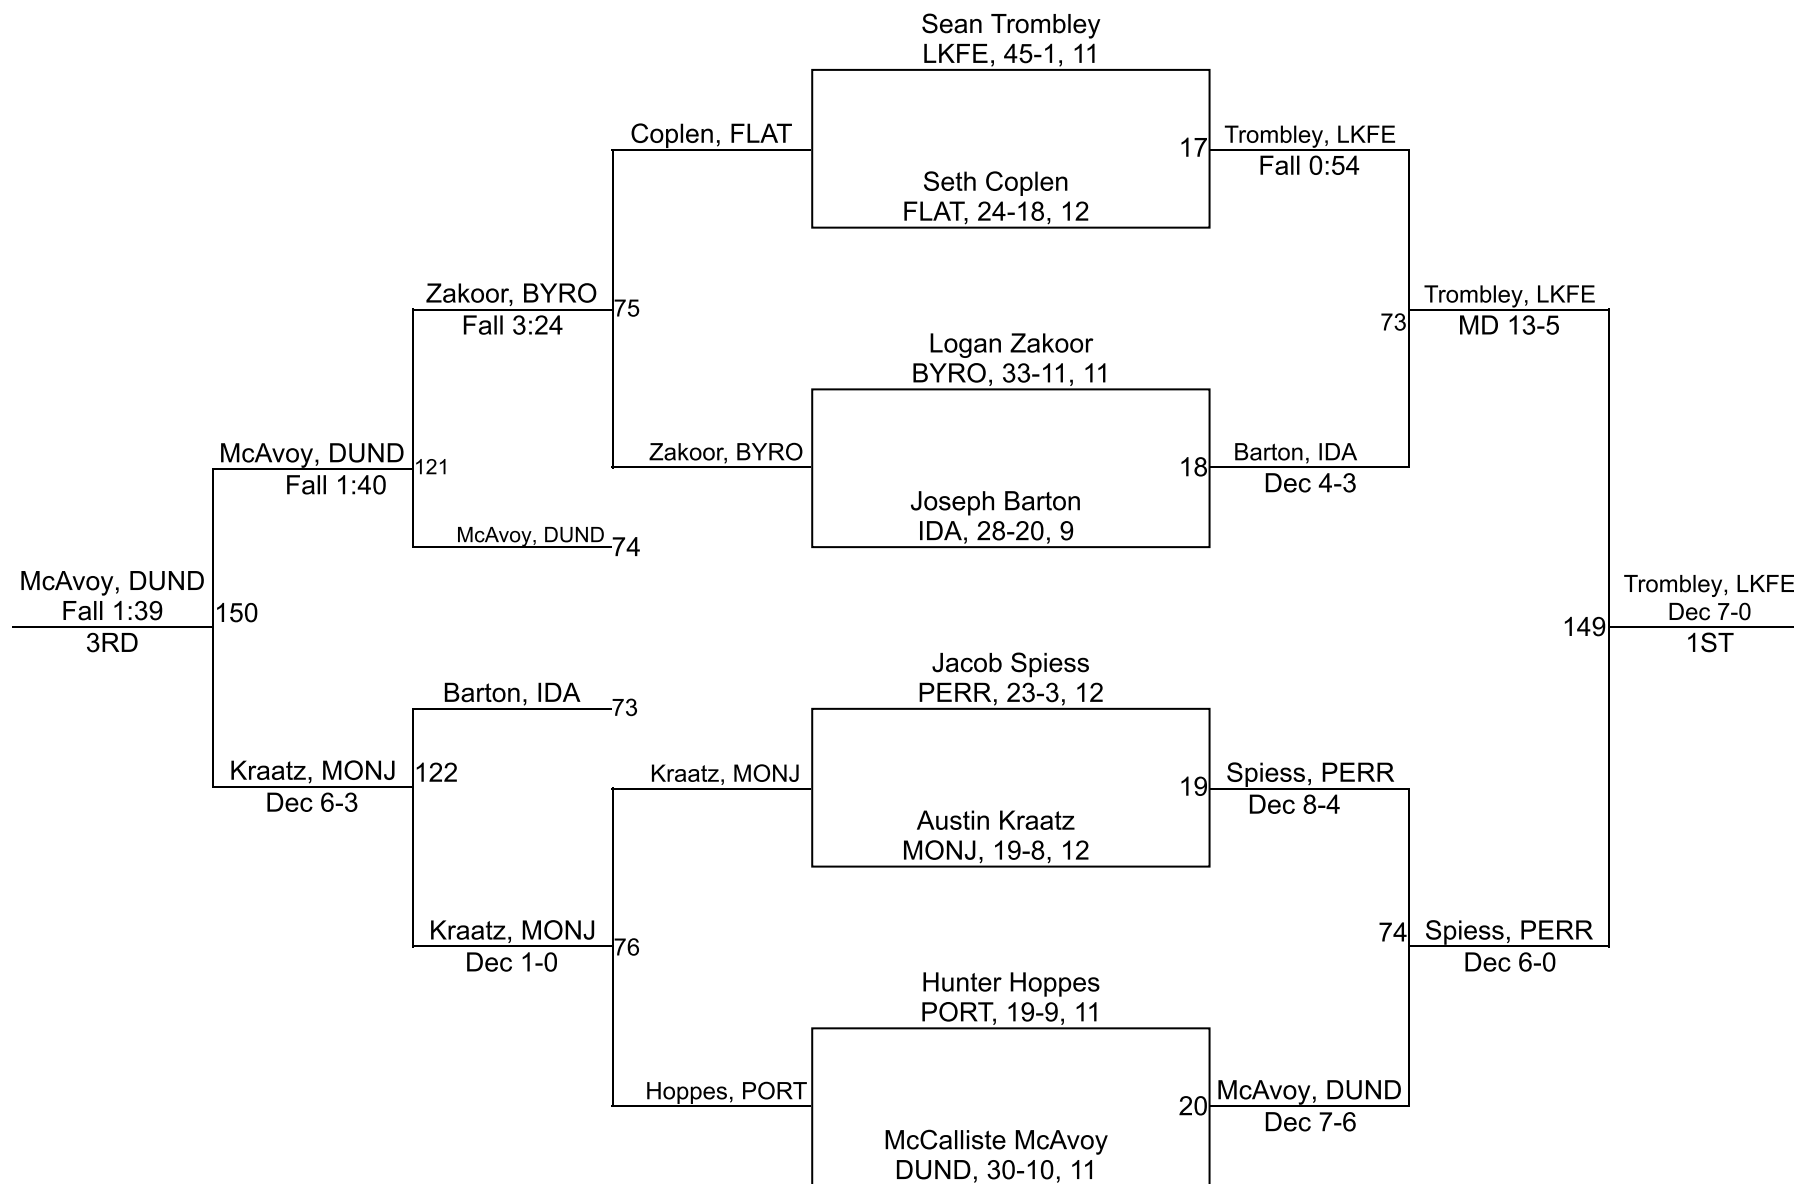 Sean Trombley
LKFE, 45-1, 11
Coplen, FLAT
17
Trombley, LKFE
Fall 0:54
Seth Coplen
FLAT, 24-18, 12
Zakoor, BYRO
Fall 3:24
75
73
Trombley, LKFE
MD 13-5
Logan Zakoor
BYRO, 33-11, 11
McAvoy, DUND
Fall 1:40
121
Zakoor, BYRO
18
Barton, IDA
Dec 4-3
Joseph Barton
IDA, 28-20, 9
McAvoy, DUND
74
McAvoy, DUND
Fall 1:39
3RD
150
149
Trombley, LKFE
Dec 7-0
1ST
Jacob Spiess
PERR, 23-3, 12
Barton, IDA
73
Kraatz, MONJ
Dec 6-3
122
Kraatz, MONJ
19
Spiess, PERR
Dec 8-4
Austin Kraatz
MONJ, 19-8, 12
Kraatz, MONJ
Dec 1-0
76
74
Spiess, PERR
Dec 6-0
Hunter Hoppes
PORT, 19-9, 11
Hoppes, PORT
20
McAvoy, DUND
Dec 7-6
McCalliste McAvoy
DUND, 30-10, 11